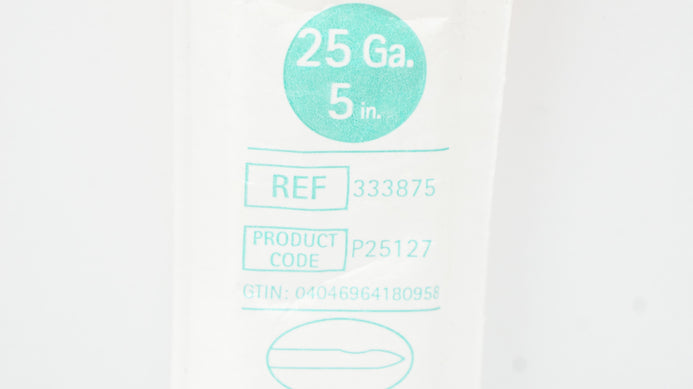 25 Ga.
5 in.
REF 333875
PRODUCT CODE P25127
GTIN: 04046964180958